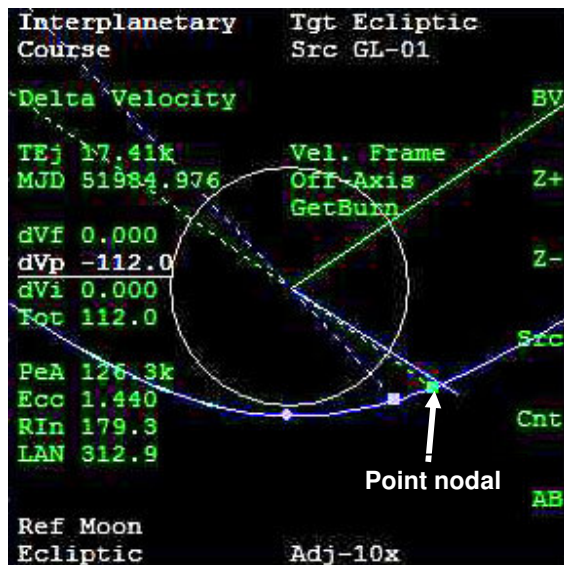 Interplanetary Tgt Ecliptic
Course Src GL-01
Delta Velocity BV
TEj 17.41k Vel. Frame
MJD 51984.976 Off-Axis Z+
GetBurn
dVf 0.000
dVp -112.0 Z-
dVi 0.000
Tot 112.0
Src
PeA 126.3k
Ecc 1.440
RIn 179.3 Cnt
LAN 312.9
Point nodal
AB
Ref Moon
Ecliptic Adj-10x